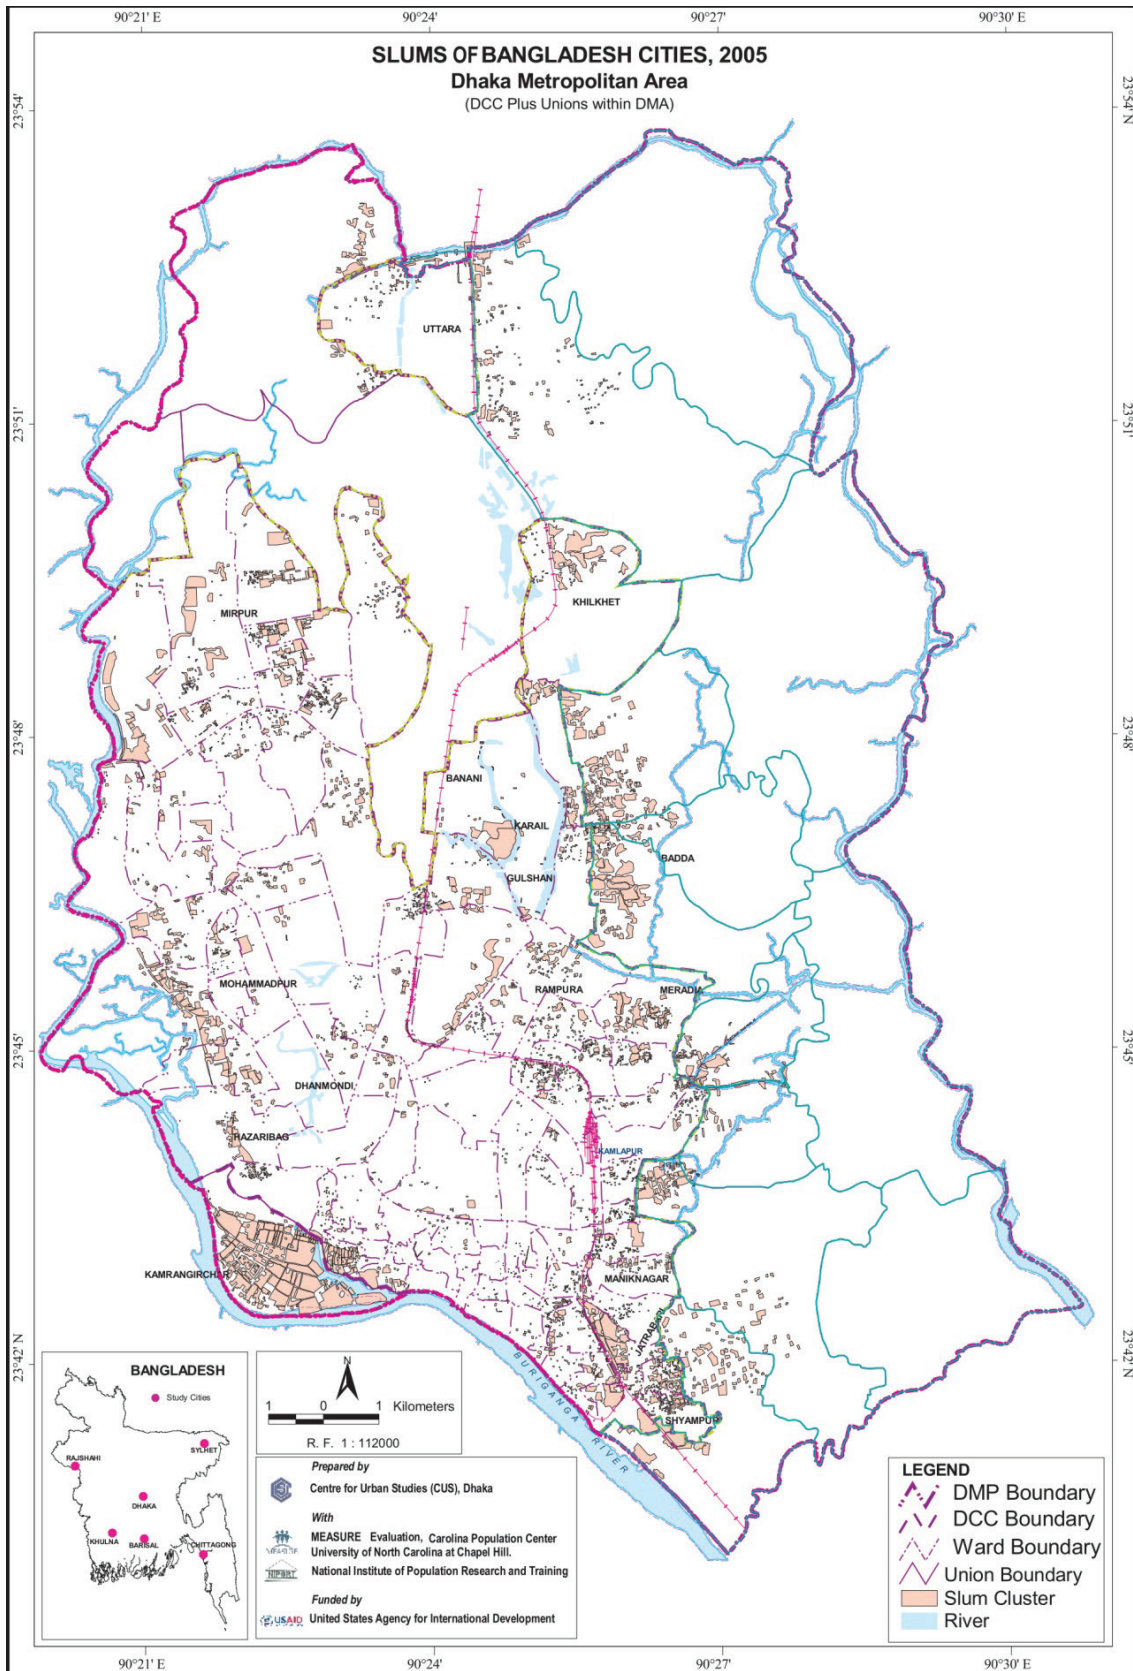 90°21' E
90°24'
90°27'
90°30' E
SLUMS OF BANGLADESH CITIES, 2005
Dhaka Metropolitan Area
(DCC Plus Unions within DMA)
23°54'
23°54' N
UTTARA
23°51'
23°51'
KHILKHET
MIRPUR
23°48'
23°48'
BANANI
KARAIL
BADDA
GULSHAN
MOHAMMADPUR
RAMPURA
MERADIA
23°45'
23°45'
DHANMONDI
HAZARIBAG
KAMLAPUR
KAMRANGIRCHAR
MANIKNAGAR
JATRABARI
23°42' N
23°42' N
SHYAMPUR
BURIGANGA RIVER
BANGLADESH
Study Cities
SYLHET
RAJSHAHI
DHAKA
KHULNA
BARISAL
CHITTAGONG
N
1 0 1 Kilometers
R. F. 1 : 112000
Prepared by
Centre for Urban Studies (CUS), Dhaka
With
MEASURE Evaluation, Carolina Population Center
University of North Carolina at Chapel Hill.
MEASURE
NIPORT
National Institute of Population Research and Training
Funded by
USAID
United States Agency for International Development
LEGEND
DMP Boundary
DCC Boundary
Ward Boundary
Union Boundary
Slum Cluster
River
90°21' E
90°24'
90°27'
90°30' E